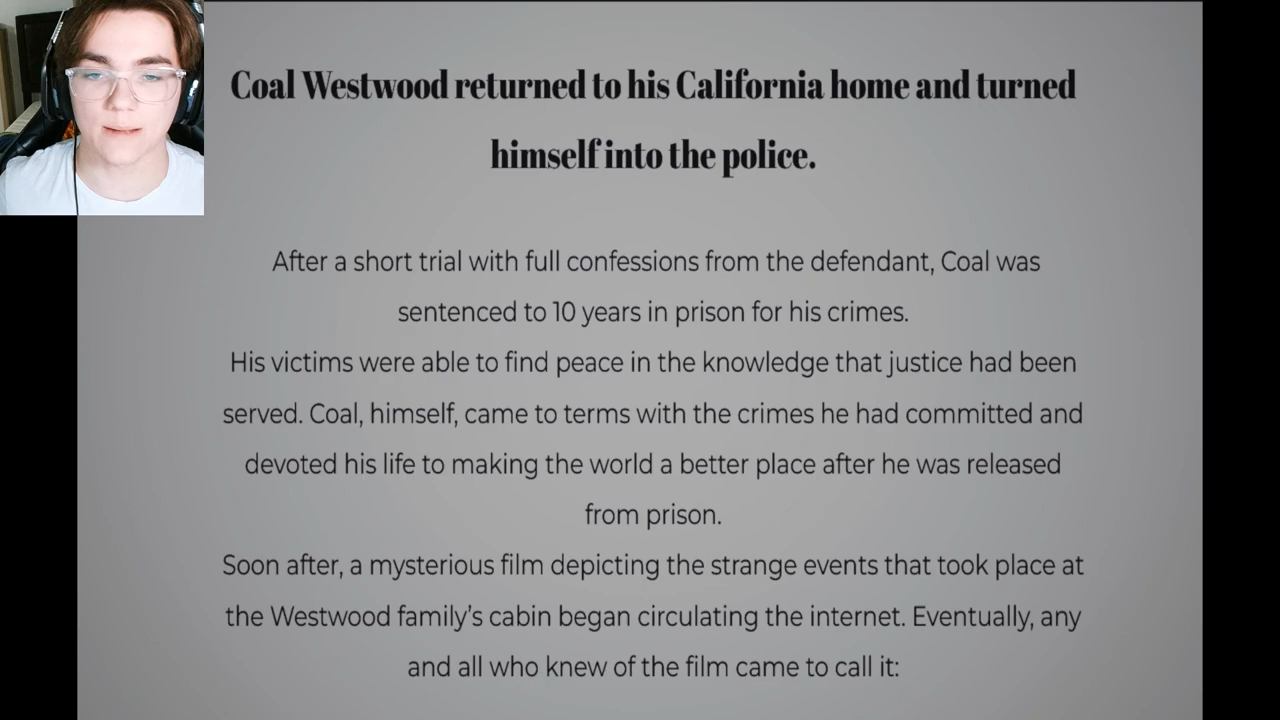 Coal Westwood returned to his California home and turned
himself into the police.
After a short trial with full confessions from the defendant, Coal was
sentenced to 10 years in prison for his crimes.
His victims were able to find peace in the knowledge that justice had been
served. Coal, himself, came to terms with the crimes he had committed and
devoted his life to making the world a better place after he was released
from prison.
Soon after, a mysterious film depicting the strange events that took place at
the Westwood family's cabin began circulating the internet. Eventually, any
and all who knew of the film came to call it: